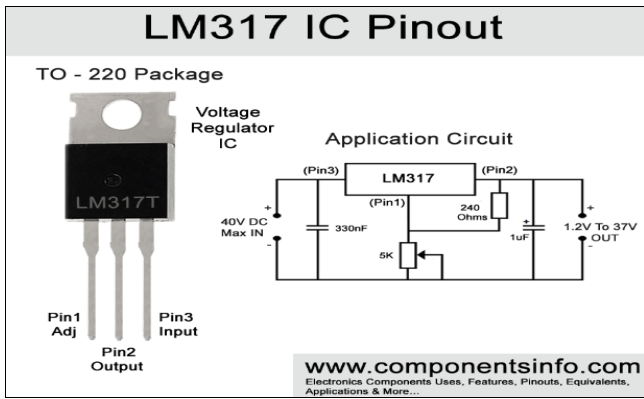 LM317 IC Pinout
TO - 220 Package
Voltage
Regulator
IC
LM317T
Pin1
Adj
Pin2
Output
Pin3
Input
Application Circuit
(Pin3)
LM317
(Pin2)
(Pin1)
40V DC
Max IN
+
-
330nF
240
Ohms
5K
+
1uF
+
-
1.2V To 37V
OUT
www.componentsinfo.com
Electronics Components Uses, Features, Pinouts, Equivalents,
Applications & More...